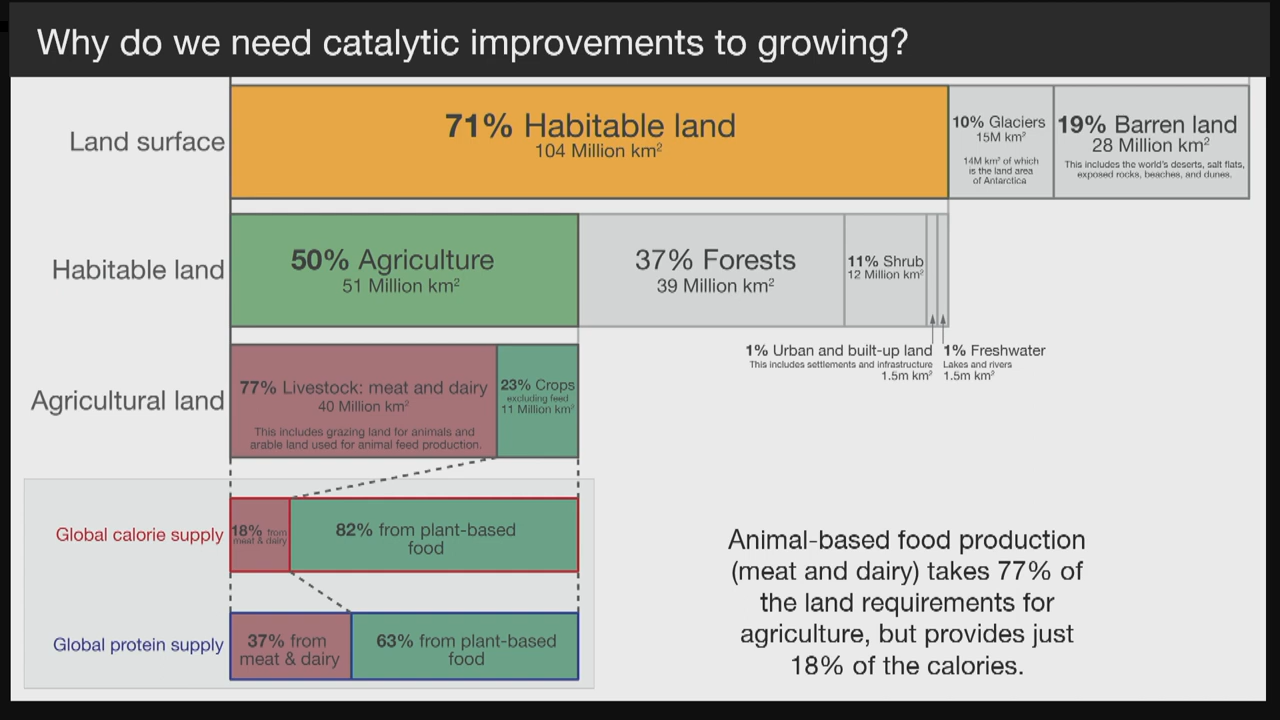 Why do we need catalytic improvements to growing?
Land surface
71% Habitable land
104 Million km²
10% Glaciers
15M km²
14M km² of which
is the land area
of Antarctica
19% Barren land
28 Million km²
This includes the world's deserts, salt flats,
exposed rocks, beaches, and dunes.
Habitable land
50% Agriculture
51 Million km²
37% Forests
39 Million km²
11% Shrub
12 Million km²
1% Urban and built-up land
This includes settlements and infrastructure
1.5m km²
1% Freshwater
Lakes and rivers
1.5m km²
Agricultural land
77% Livestock: meat and dairy
40 Million km²
This includes grazing land for animals and
arable land used for animal feed production.
23% Crops
excluding feed
11 Million km²
Global calorie supply
18% from
meat & dairy
82% from plant-based
food
Global protein supply
37% from
meat & dairy
63% from plant-based
food
Animal-based food production
(meat and dairy) takes 77% of
the land requirements for
agriculture, but provides just
18% of the calories.